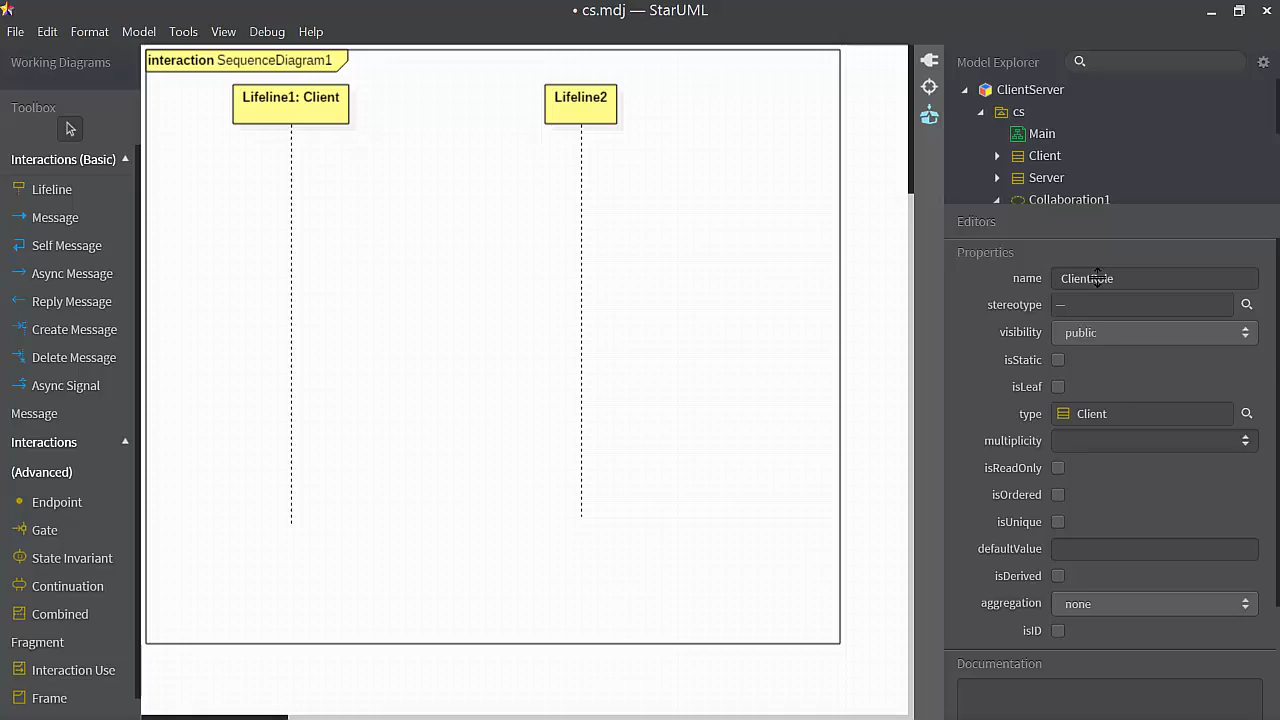 • cs.mdj — StarUML
File Edit Format Model Tools View Debug Help
Working Diagrams
Toolbox
Interactions (Basic)
Lifeline
Message
Self Message
Async Message
Reply Message
Create Message
Delete Message
Async Signal
Message
Interactions
(Advanced)
Endpoint
Gate
State Invariant
Continuation
Combined
Fragment
Interaction Use
Frame
interaction SequenceDiagram1
Lifeline1: Client
Lifeline2
Model Explorer
ClientServer
cs
Main
Client
Server
Collaboration1
Editors
Properties
name
stereotype —
visibility public
isStatic
isLeaf
type Client
multiplicity
isReadOnly
isOrdered
isUnique
defaultValue
isDerived
aggregation none
isID
Documentation